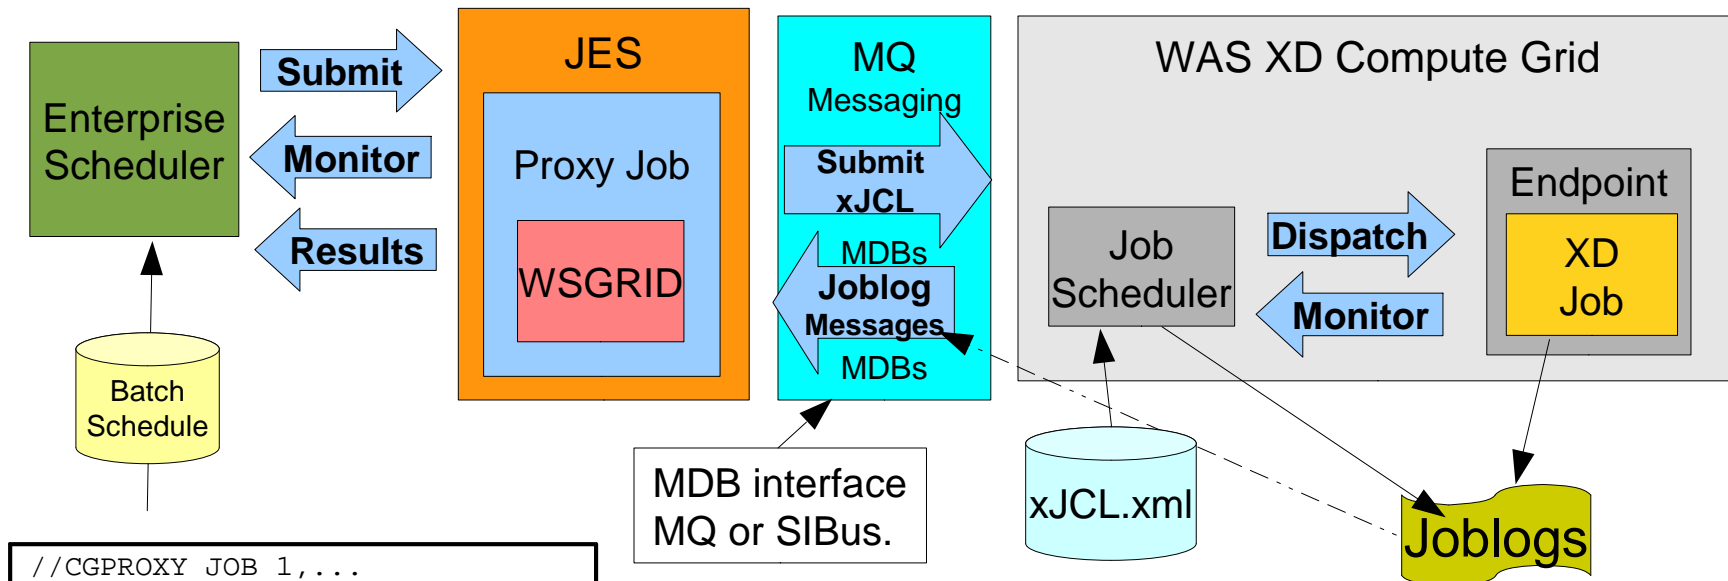 Enterprise
Scheduler
Submit
Monitor
Results
Batch
Schedule
JES
Proxy Job
WSGRID
MQ
Messaging
Submit
xJCL
MDBs
Joblog
Messages
MDBs
MDB interface
MQ or SIBus.
WAS XD Compute Grid
Job
Scheduler
Dispatch
Monitor
Endpoint
XD
Job
xJCL.xml
Joblogs
//CGPROXY JOB 1,...